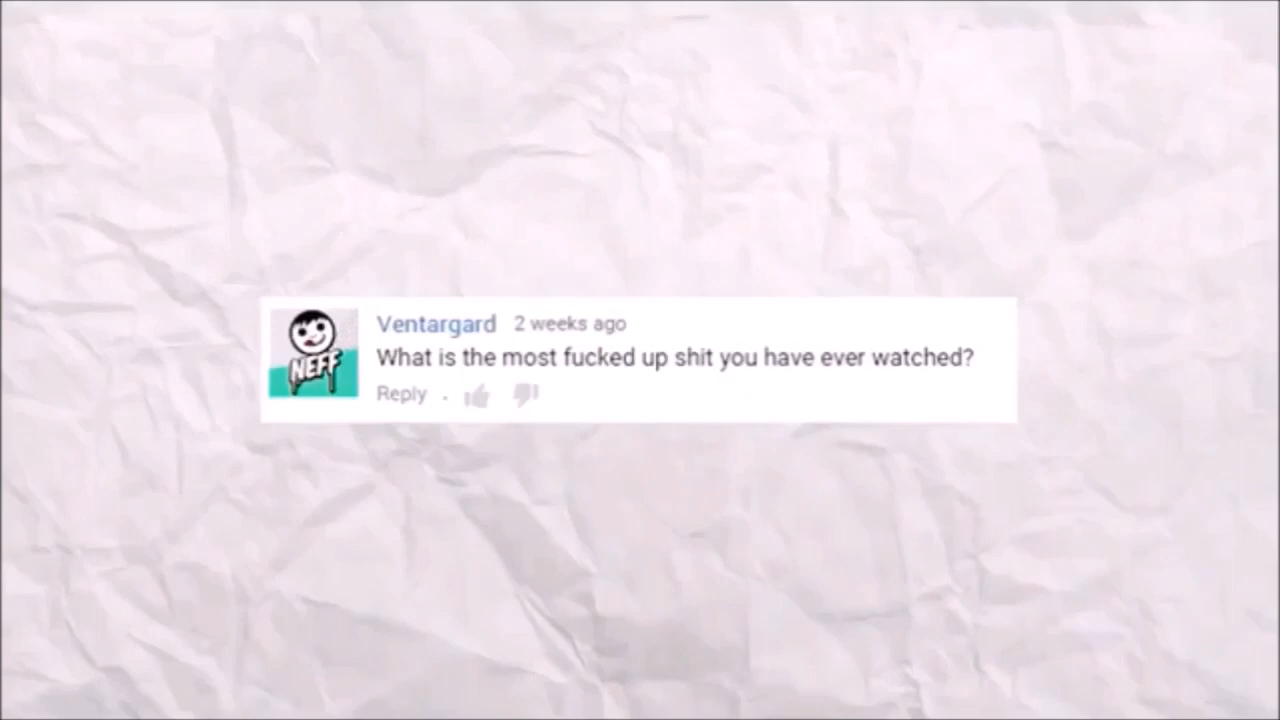 NEFF
Ventargard 2 weeks ago
What is the most fucked up shit you have ever watched?
Reply .